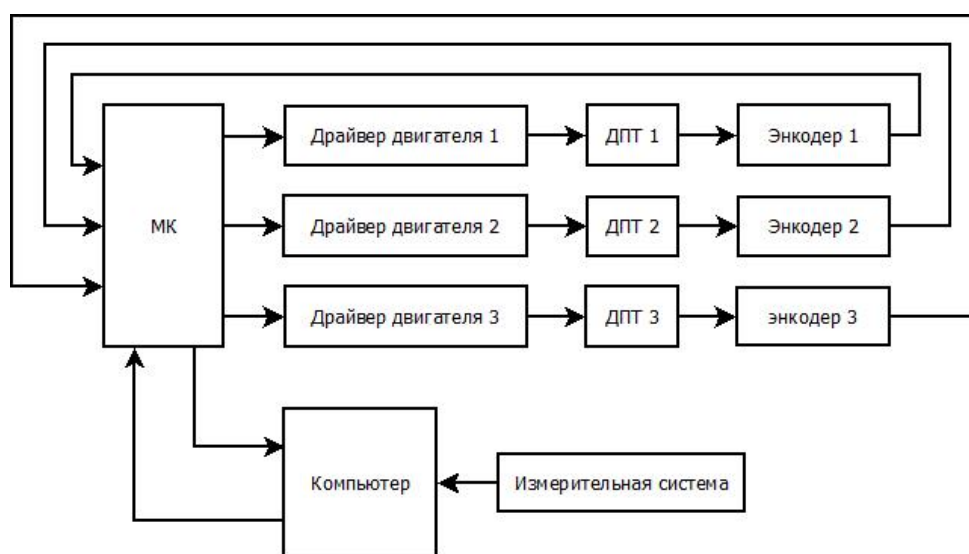 Драйвер двигателя 1
ДПТ 1
Энкодер 1
МК
Драйвер двигателя 2
ДПТ 2
Энкодер 2
Драйвер двигателя 3
ДПТ 3
энкодер 3
Компьютер
Измерительная система